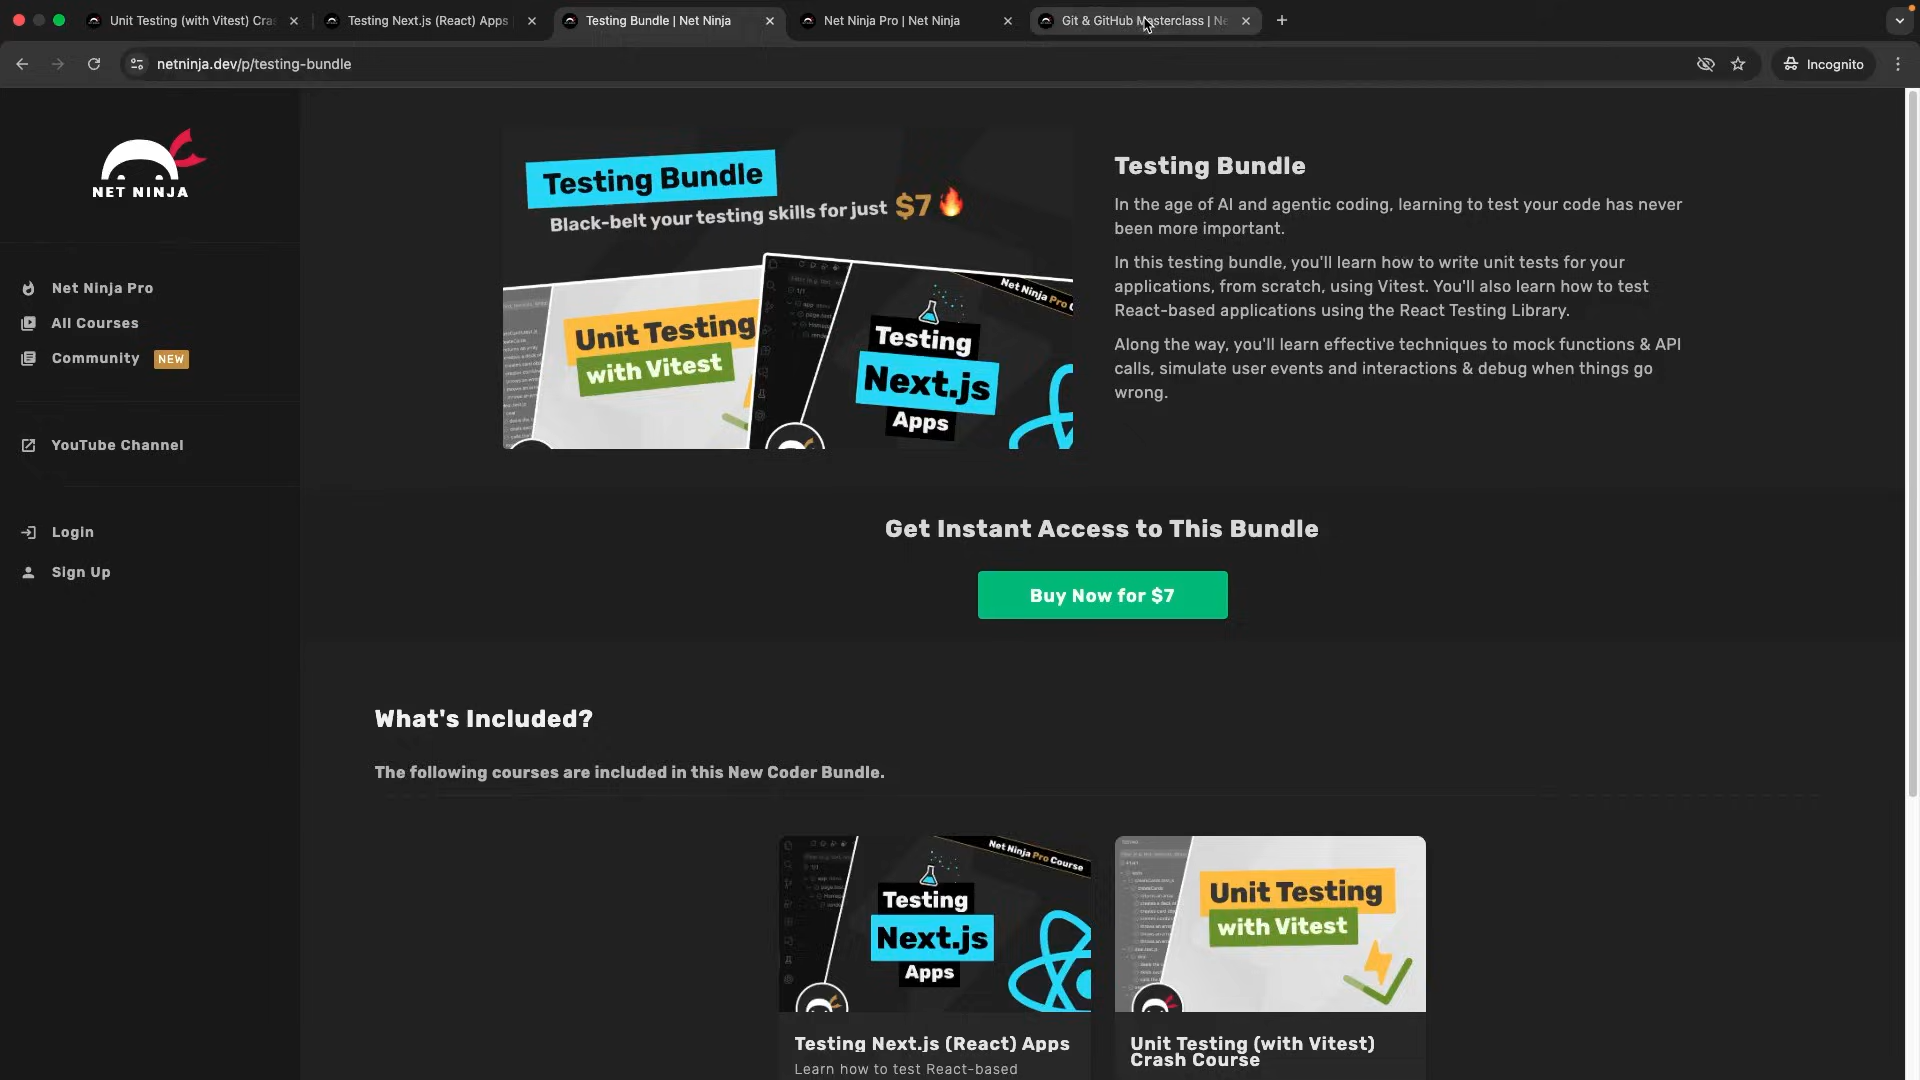 Unit Testing (with Vitest) Cra
Testing Next.js (React) Apps
Testing Bundle | Net Ninja
Net Ninja Pro | Net Ninja
Git & GitHub Masterclass | Ne
netninja.dev/p/testing-bundle
Incognito
NET NINJA
Net Ninja Pro
All Courses
Community NEW
YouTube Channel
Login
Sign Up
Testing Bundle
Black-belt your testing skills for just $7
Unit Testing
with Vitest
Net Ninja Pro C
Testing
Next.js
Apps
Testing Bundle
In the age of AI and agentic coding, learning to test your code has never
been more important.
In this testing bundle, you'll learn how to write unit tests for your
applications, from scratch, using Vitest. You'll also learn how to test
React-based applications using the React Testing Library.
Along the way, you'll learn effective techniques to mock functions & API
calls, simulate user events and interactions & debug when things go
wrong.
Get Instant Access to This Bundle
Buy Now for $7
What's Included?
The following courses are included in this New Coder Bundle.
Net Ninja Pro Course
Testing
Next.js
Apps
Unit Testing
with Vitest
Testing Next.js (React) Apps
Learn how to test React-based
Unit Testing (with Vitest)
Crash Course